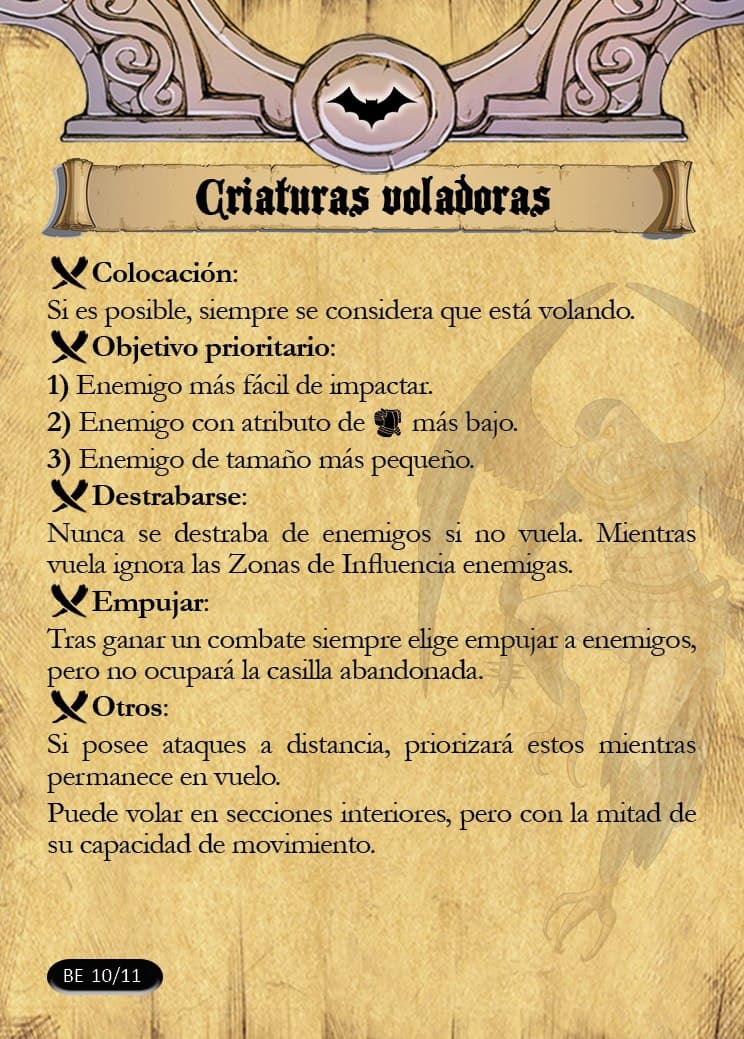 Criaturas voladoras
Colocación:
Si es posible, siempre se considera que está volando.
Objetivo prioritario:
1) Enemigo más fácil de impactar.
2) Enemigo con atributo de más bajo.
3) Enemigo de tamaño más pequeño.
Destrabarse:
Nunca se destraba de enemigos si no vuela. Mientras
vuela ignora las Zonas de Influencia enemigas.
Empujar:
Tras ganar un combate siempre elige empujar a enemigos,
pero no ocupará la casilla abandonada.
Otros:
Si posee ataques a distancia, priorizará estos mientras
permanece en vuelo.
Puede volar en secciones interiores, pero con la mitad de
su capacidad de movimiento.
BE 10/11